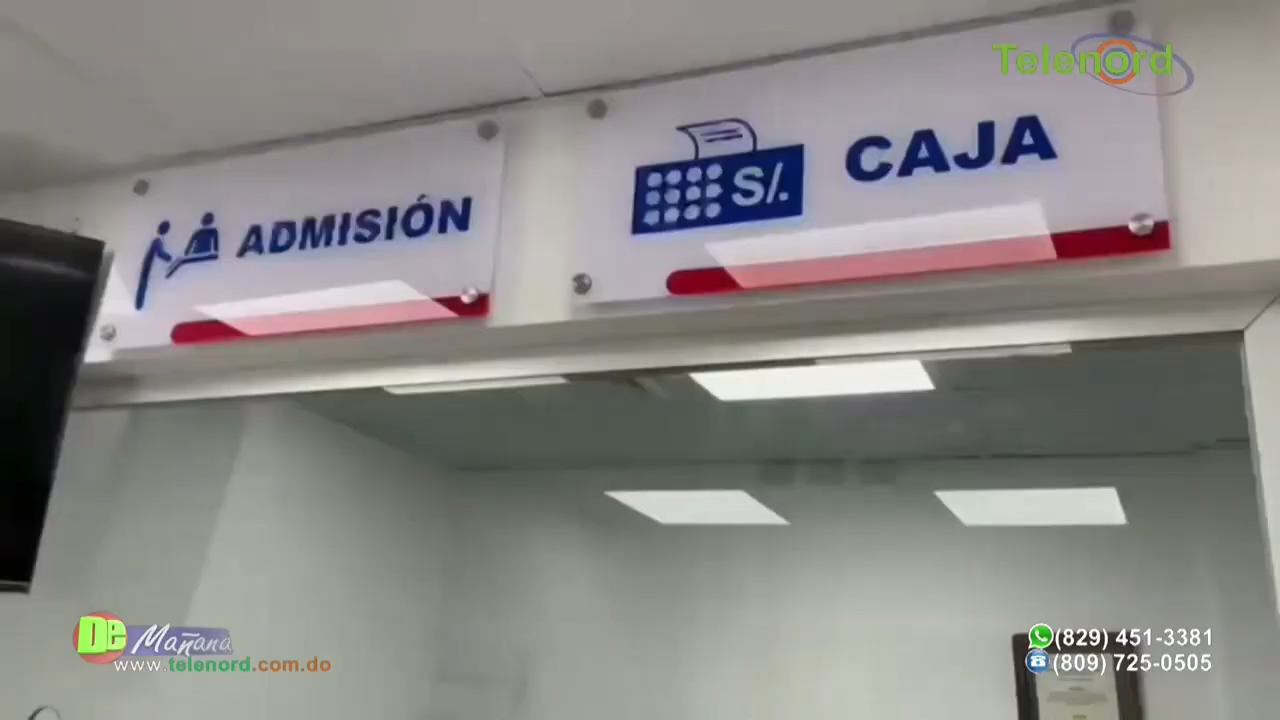 Telenord
ADMISIÓN
S/.
CAJA
De Mañana
www.telenord.com.do
(829) 451-3381
(809) 725-0505